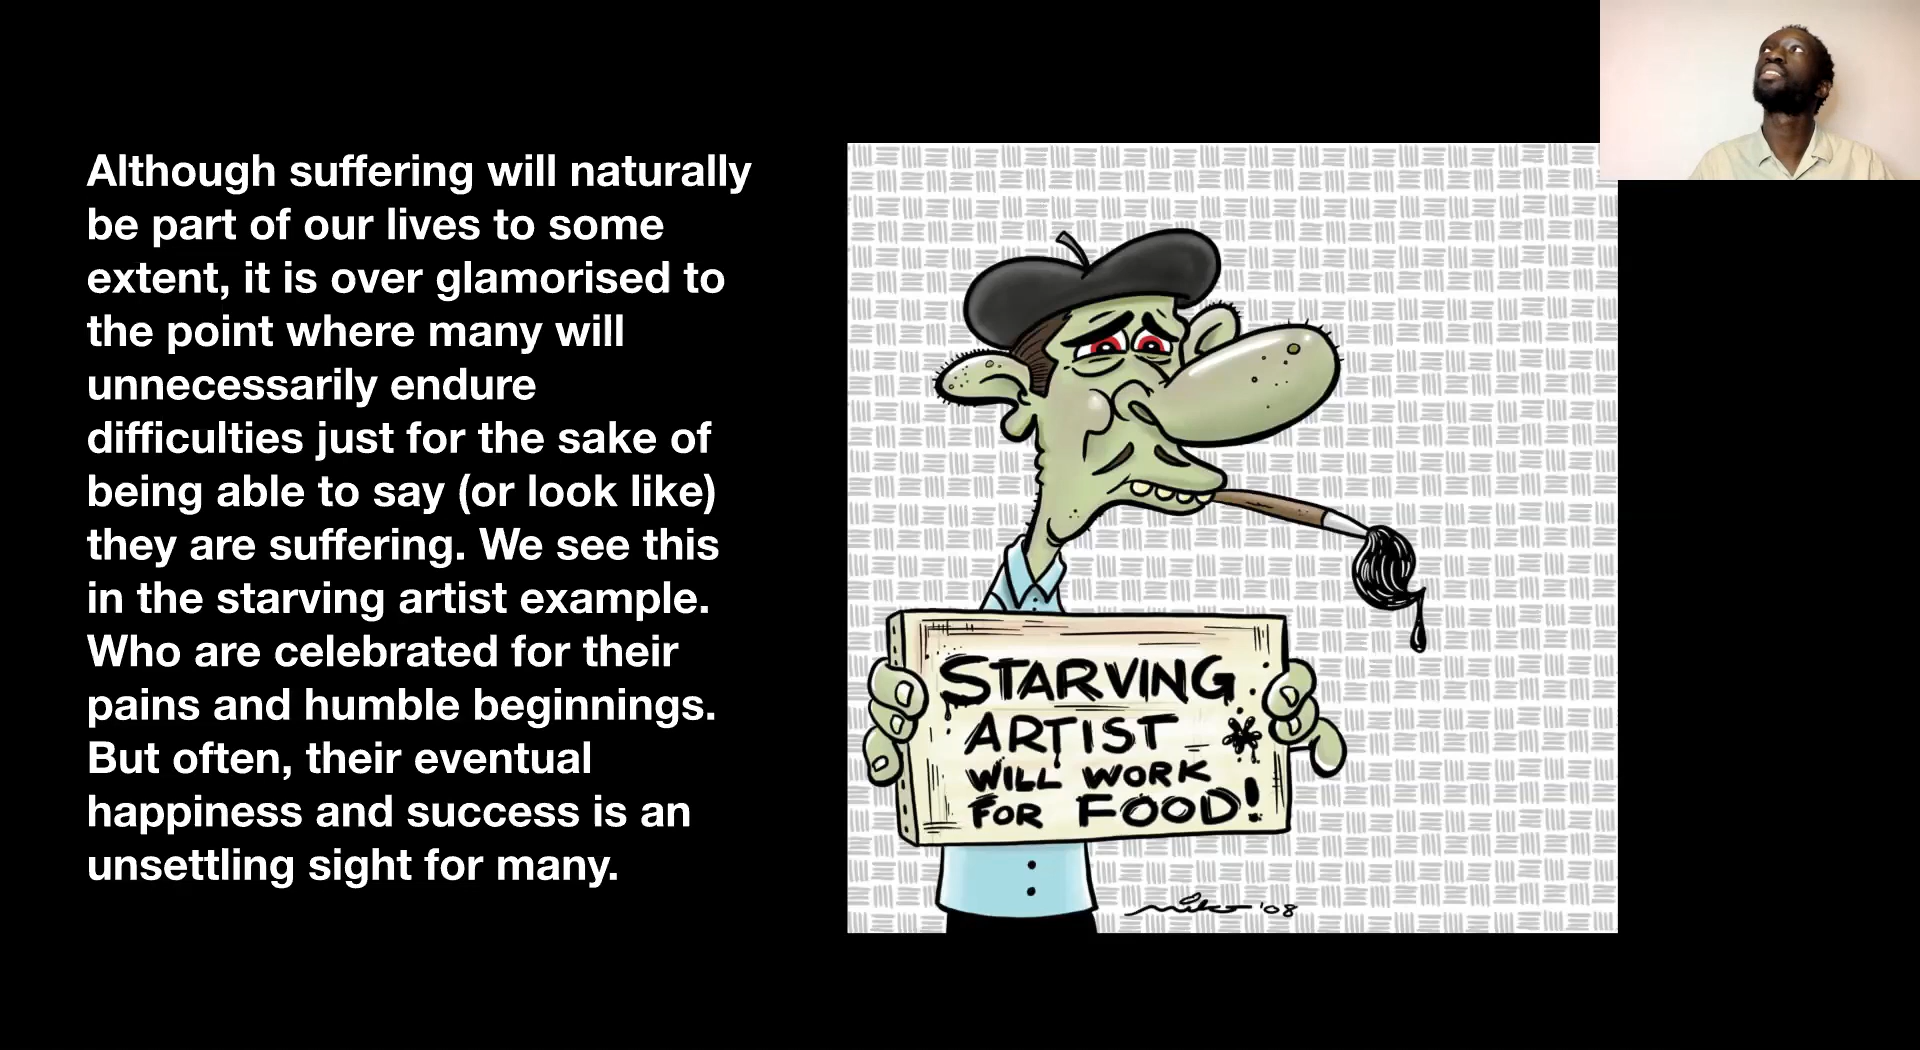 Although suffering will naturally
be part of our lives to some
extent, it is over glamorised to
the point where many will
unnecessarily endure
difficulties just for the sake of
being able to say (or look like)
they are suffering. We see this
in the starving artist example.
Who are celebrated for their
pains and humble beginnings.
But often, their eventual
happiness and success is an
unsettling sight for many.
STARVING
ARTIST
WILL WORK
FOR FOOD!
'08